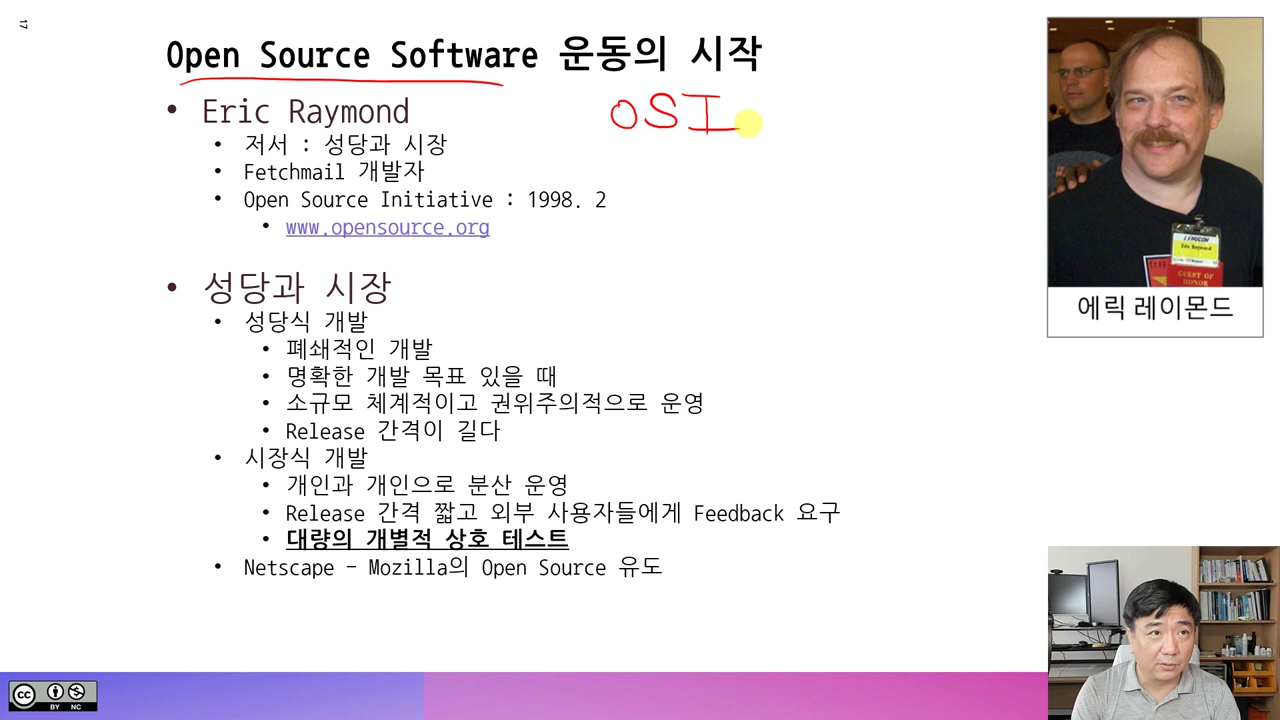 17
Open Source Software 운동의 시작
OSI
• Eric Raymond
• 저서 : 성당과 시장
• Fetchmail 개발자
• Open Source Initiative : 1998. 2
• www.opensource.org
• 성당과 시장
• 성당식 개발
• 폐쇄적인 개발
• 명확한 개발 목표 있을 때
• 소규모 체계적이고 권위주의적으로 운영
• Release 간격이 길다
• 시장식 개발
• 개인과 개인으로 분산 운영
• Release 간격 짧고 외부 사용자들에게 Feedback 요구
• 대량의 개별적 상호 테스트
• Netscape – Mozilla의 Open Source 유도
Eric Raymond
GUEST OF
HONOR
에릭 레이몬드
cc
BY NC